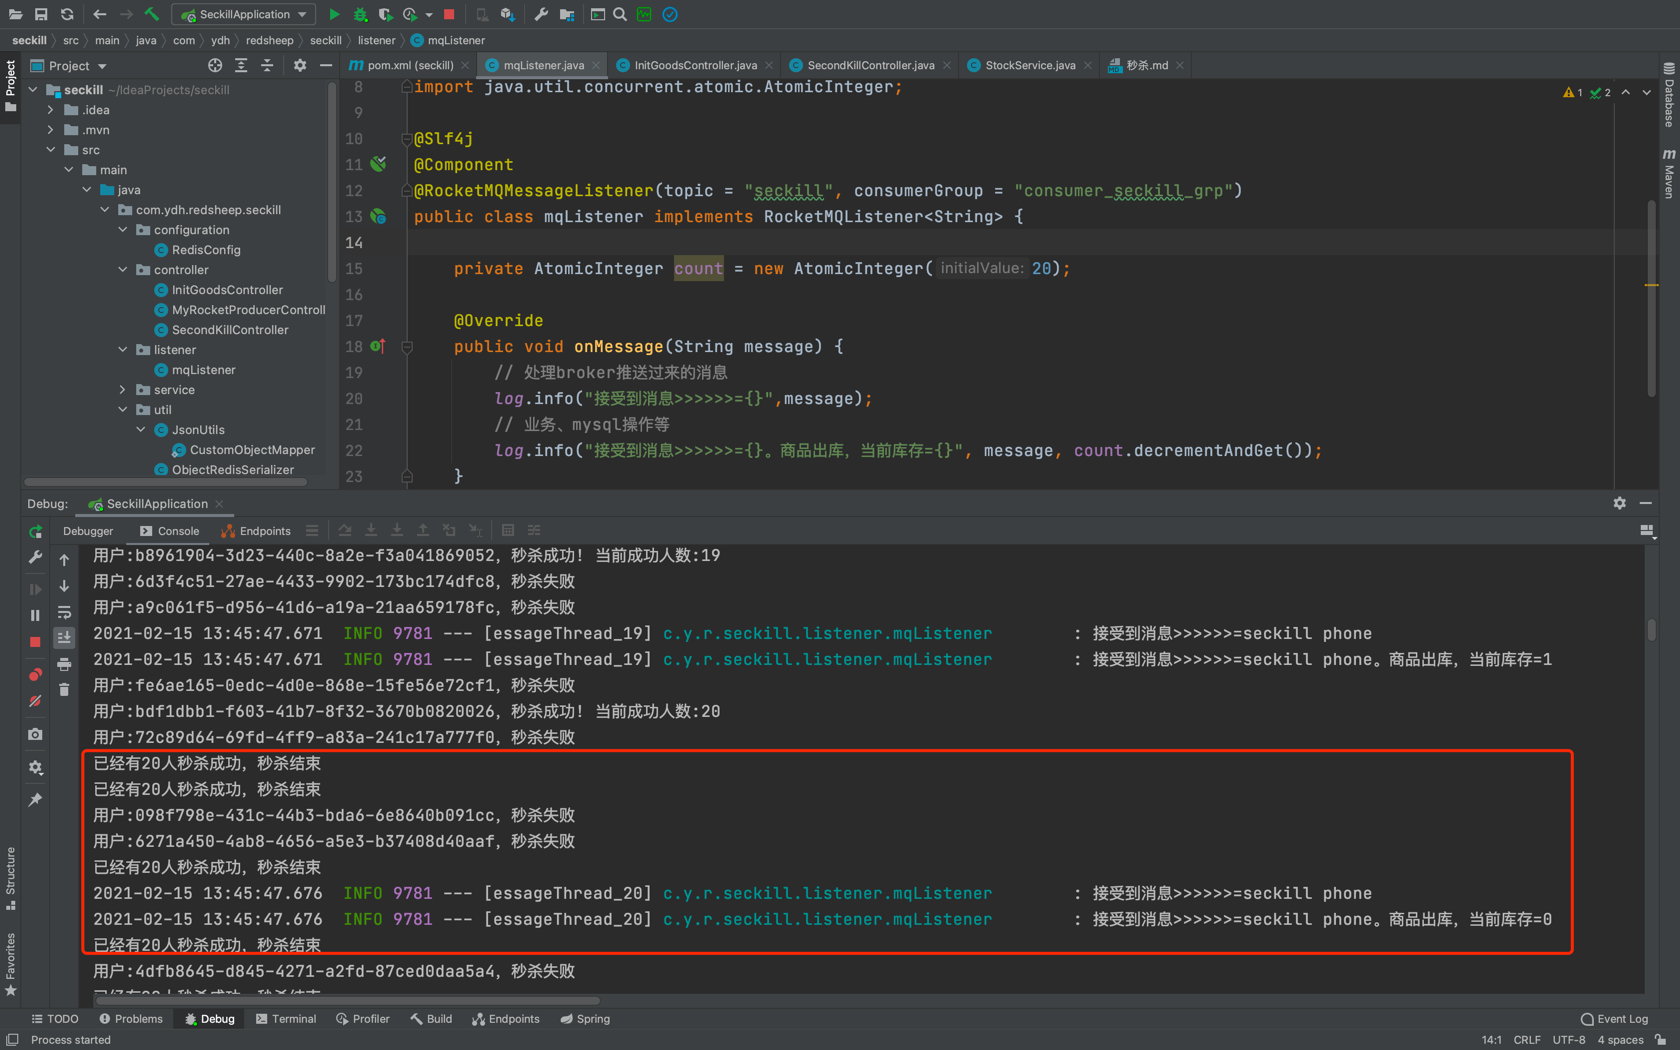 SeckillApplication
seckill src main java com ydh redsheep seckill listener mqListener
Project
pom.xml (seckill) mqListener.java InitGoodsController.java SecondKillController.java StockService.java 秒杀.md
Project
seckill ~/IdeaProjects/seckill
.idea
.mvn
src
main
java
com.ydh.redsheep.seckill
configuration
RedisConfig
controller
InitGoodsController
MyRocketProducerControll
SecondKillController
listener
mqListener
service
util
JsonUtils
CustomObjectMapper
ObjectRedisSerializer
8 import java.util.concurrent.atomic.AtomicInteger;
9
10 @Slf4j
11 @Component
12 @RocketMQMessageListener(topic = "seckill", consumerGroup = "consumer_seckill_grp")
13 public class mqListener implements RocketMQListener<String> {
14
15 private AtomicInteger count = new AtomicInteger( initialValue: 20);
16
17 @Override
18 public void onMessage(String message) {
19 // 处理broker推送过来的消息
20 log.info("接受到消息>>>>>>={}",message);
21 // 业务、mysql操作等
22 log.info("接受到消息>>>>>>={}。商品出库，当前库存={}", message, count.decrementAndGet());
23 }
1 2
Database
Maven
Debug: SeckillApplication
Debugger Console Endpoints
用户:b8961904-3d23-440c-8a2e-f3a041869052，秒杀成功! 当前成功人数:19
用户:6d3f4c51-27ae-4433-9902-173bc174dfc8，秒杀失败
用户:a9c061f5-d956-41d6-a19a-21aa659178fc，秒杀失败
2021-02-15 13:45:47.671 INFO 9781 --- [essageThread_19] c.y.r.seckill.listener.mqListener : 接受到消息>>>>>>=seckill phone
2021-02-15 13:45:47.671 INFO 9781 --- [essageThread_19] c.y.r.seckill.listener.mqListener : 接受到消息>>>>>>=seckill phone。商品出库，当前库存=1
用户:fe6ae165-0edc-4d0e-868e-15fe56e72cf1，秒杀失败
用户:bdf1dbb1-f603-41b7-8f32-3670b0820026，秒杀成功! 当前成功人数:20
用户:72c89d64-69fd-4ff9-a83a-241c17a777f0，秒杀失败
已经有20人秒杀成功，秒杀结束
已经有20人秒杀成功，秒杀结束
用户:098f798e-431c-44b3-bda6-6e8640b091cc，秒杀失败
用户:6271a450-4ab8-4656-a5e3-b37408d40aaf，秒杀失败
已经有20人秒杀成功，秒杀结束
2021-02-15 13:45:47.676 INFO 9781 --- [essageThread_20] c.y.r.seckill.listener.mqListener : 接受到消息>>>>>>=seckill phone
2021-02-15 13:45:47.676 INFO 9781 --- [essageThread_20] c.y.r.seckill.listener.mqListener : 接受到消息>>>>>>=seckill phone。商品出库，当前库存=0
已经有20人秒杀成功，秒杀结束
用户:4dfb8645-d845-4271-a2fd-87ced0daa5a4，秒杀失败
Structure
Favorites
TODO Problems Debug Terminal Profiler Build Endpoints Spring Event Log
Process started 14:1 CRLF UTF-8 4 spaces